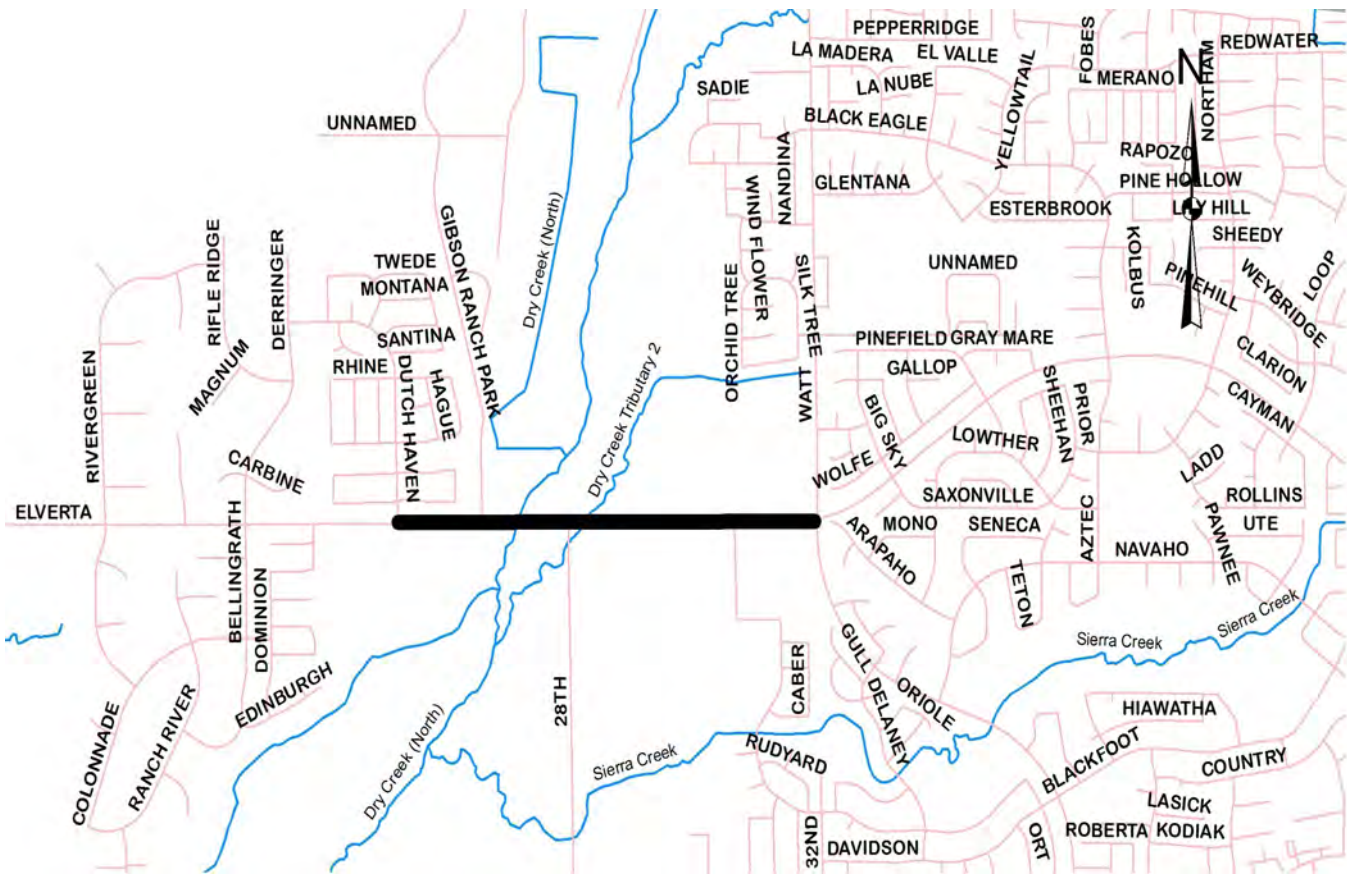 PEPPERRIDGE
FOBES
NORTHAM
REDWATER
LA MADERA
EL VALLE
YELLOWTAIL
MERANO
N
SADIE
LA NUBE
UNNAMED
BLACK EAGLE
NANDINA
RAPOZO
GLENTANA
PINE HOLLOW
WIND FLOWER
ESTERBROOK
HILL
SHEEDY
RIFLE RIDGE
DERRINGER
TWEDE
MONTANA
GIBSON RANCH PARK
Dry Creek (North)
ORCHID TREE
SILK TREE
UNNAMED
KOLBUS
PINEHILL
WEYBRIDGE
LOOP
SANTINA
PINEFIELD
GRAY MARE
RHINE
DUTCH HAVEN
HAGUE
MAGNUM
Dry Creek Tributary 2
WATT
GALLOP
CLARION
RIVERGREEN
BIG SKY
SHEEHAN
PRIOR
CAYMAN
LOWTHER
CARBINE
WOLFE
LADD
SAXONVILLE
ROLLINS
ELVERTA
ARAPAHO
MONO
SENECA
AZTEC
PAWNEE
UTE
NAVAHO
BELLINGRATH
DOMINION
TETON
Sierra Creek
Sierra Creek
GULL
DELANEY
ORIOLE
CABER
COLONNADE
RANCH RIVER
EDINBURGH
28TH
Dry Creek (North)
Sierra Creek
RUDYARD
HIAWATHA
BLACKFOOT
COUNTRY
LASICK
32ND
DAVIDSON
ORT
ROBERTA
KODIAK